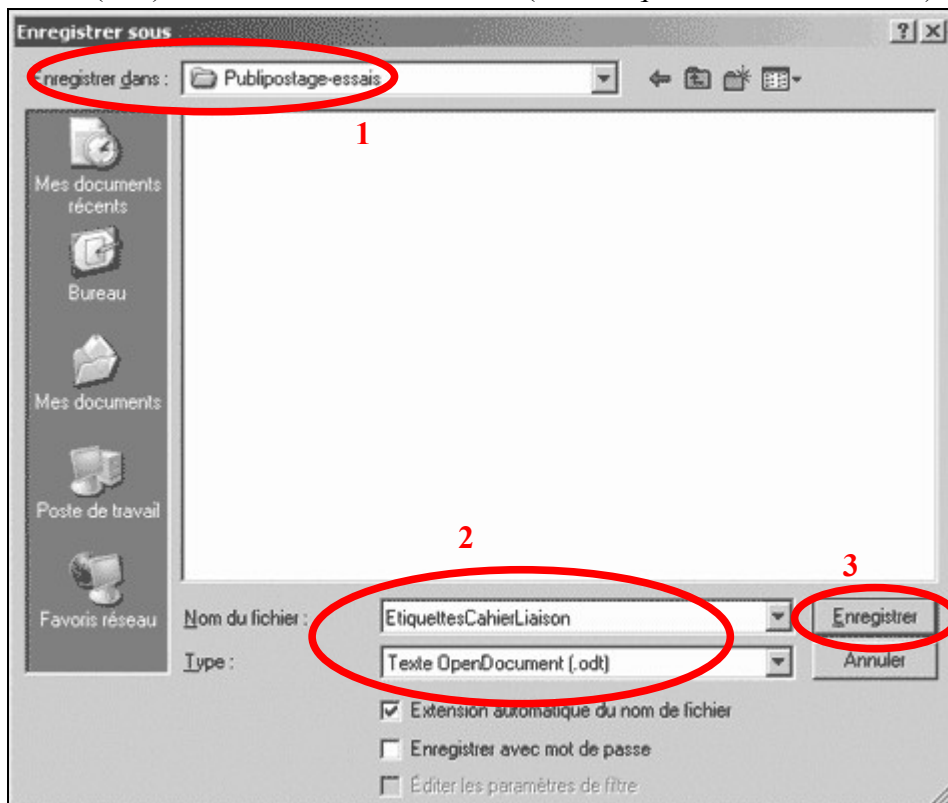 Enregistrer sous
Enregistrer dans : Publipostage-essais
1
Mes documents
récents
Bureau
Mes documents
Poste de travail
Favoris réseau
2
3
Nom du fichier : EtiquettesCahierLiaison Enregistrer
Type : Texte OpenDocument (.odt) Annuler
Extension automatique du nom de fichier
Enregistrer avec mot de passe
Éditer les paramètres de filtre